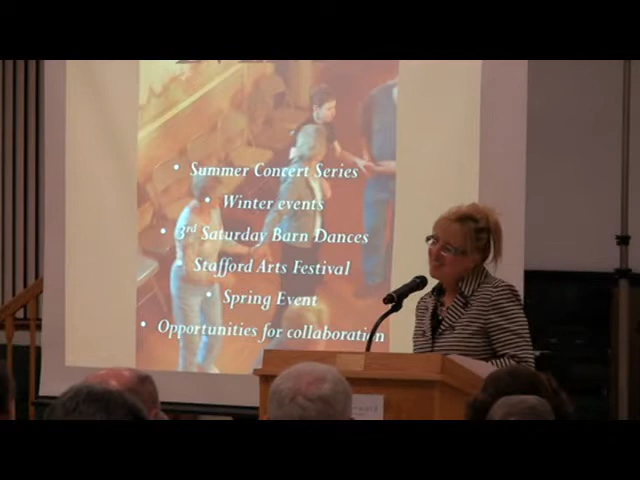 • Summer Concert Series
• Winter events
• 3rd Saturday Barn Dances
• Stafford Arts Festival
• Spring Event
• Opportunities for collaboration